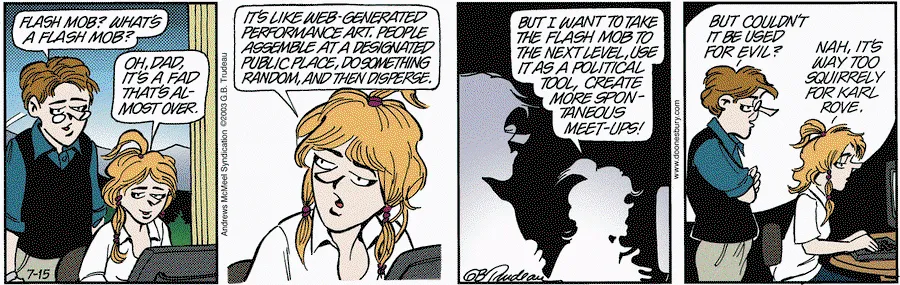 FLASH MOB? WHAT'S
A FLASH MOB?
OH, DAD,
IT'S A FAD
THAT'S AL-
MOST OVER.
7-15
Andrews McMeel Syndication ©2003 G.B. Trudeau
IT'S LIKE WEB-GENERATED
PERFORMANCE ART. PEOPLE
ASSEMBLE AT A DESIGNATED
PUBLIC PLACE, DO SOMETHING
RANDOM, AND THEN DISPERSE.
BUT I WANT TO TAKE
THE FLASH MOB TO
THE NEXT LEVEL, USE
IT AS A POLITICAL
TOOL, CREATE
MORE SPON-
TANEOUS
MEET-UPS!
GB Trudeau
www.doonesbury.com
BUT COULDN'T
IT BE USED
FOR EVIL?
NAH, IT'S
WAY TOO
SQUIRRELY
FOR KARL
ROVE.